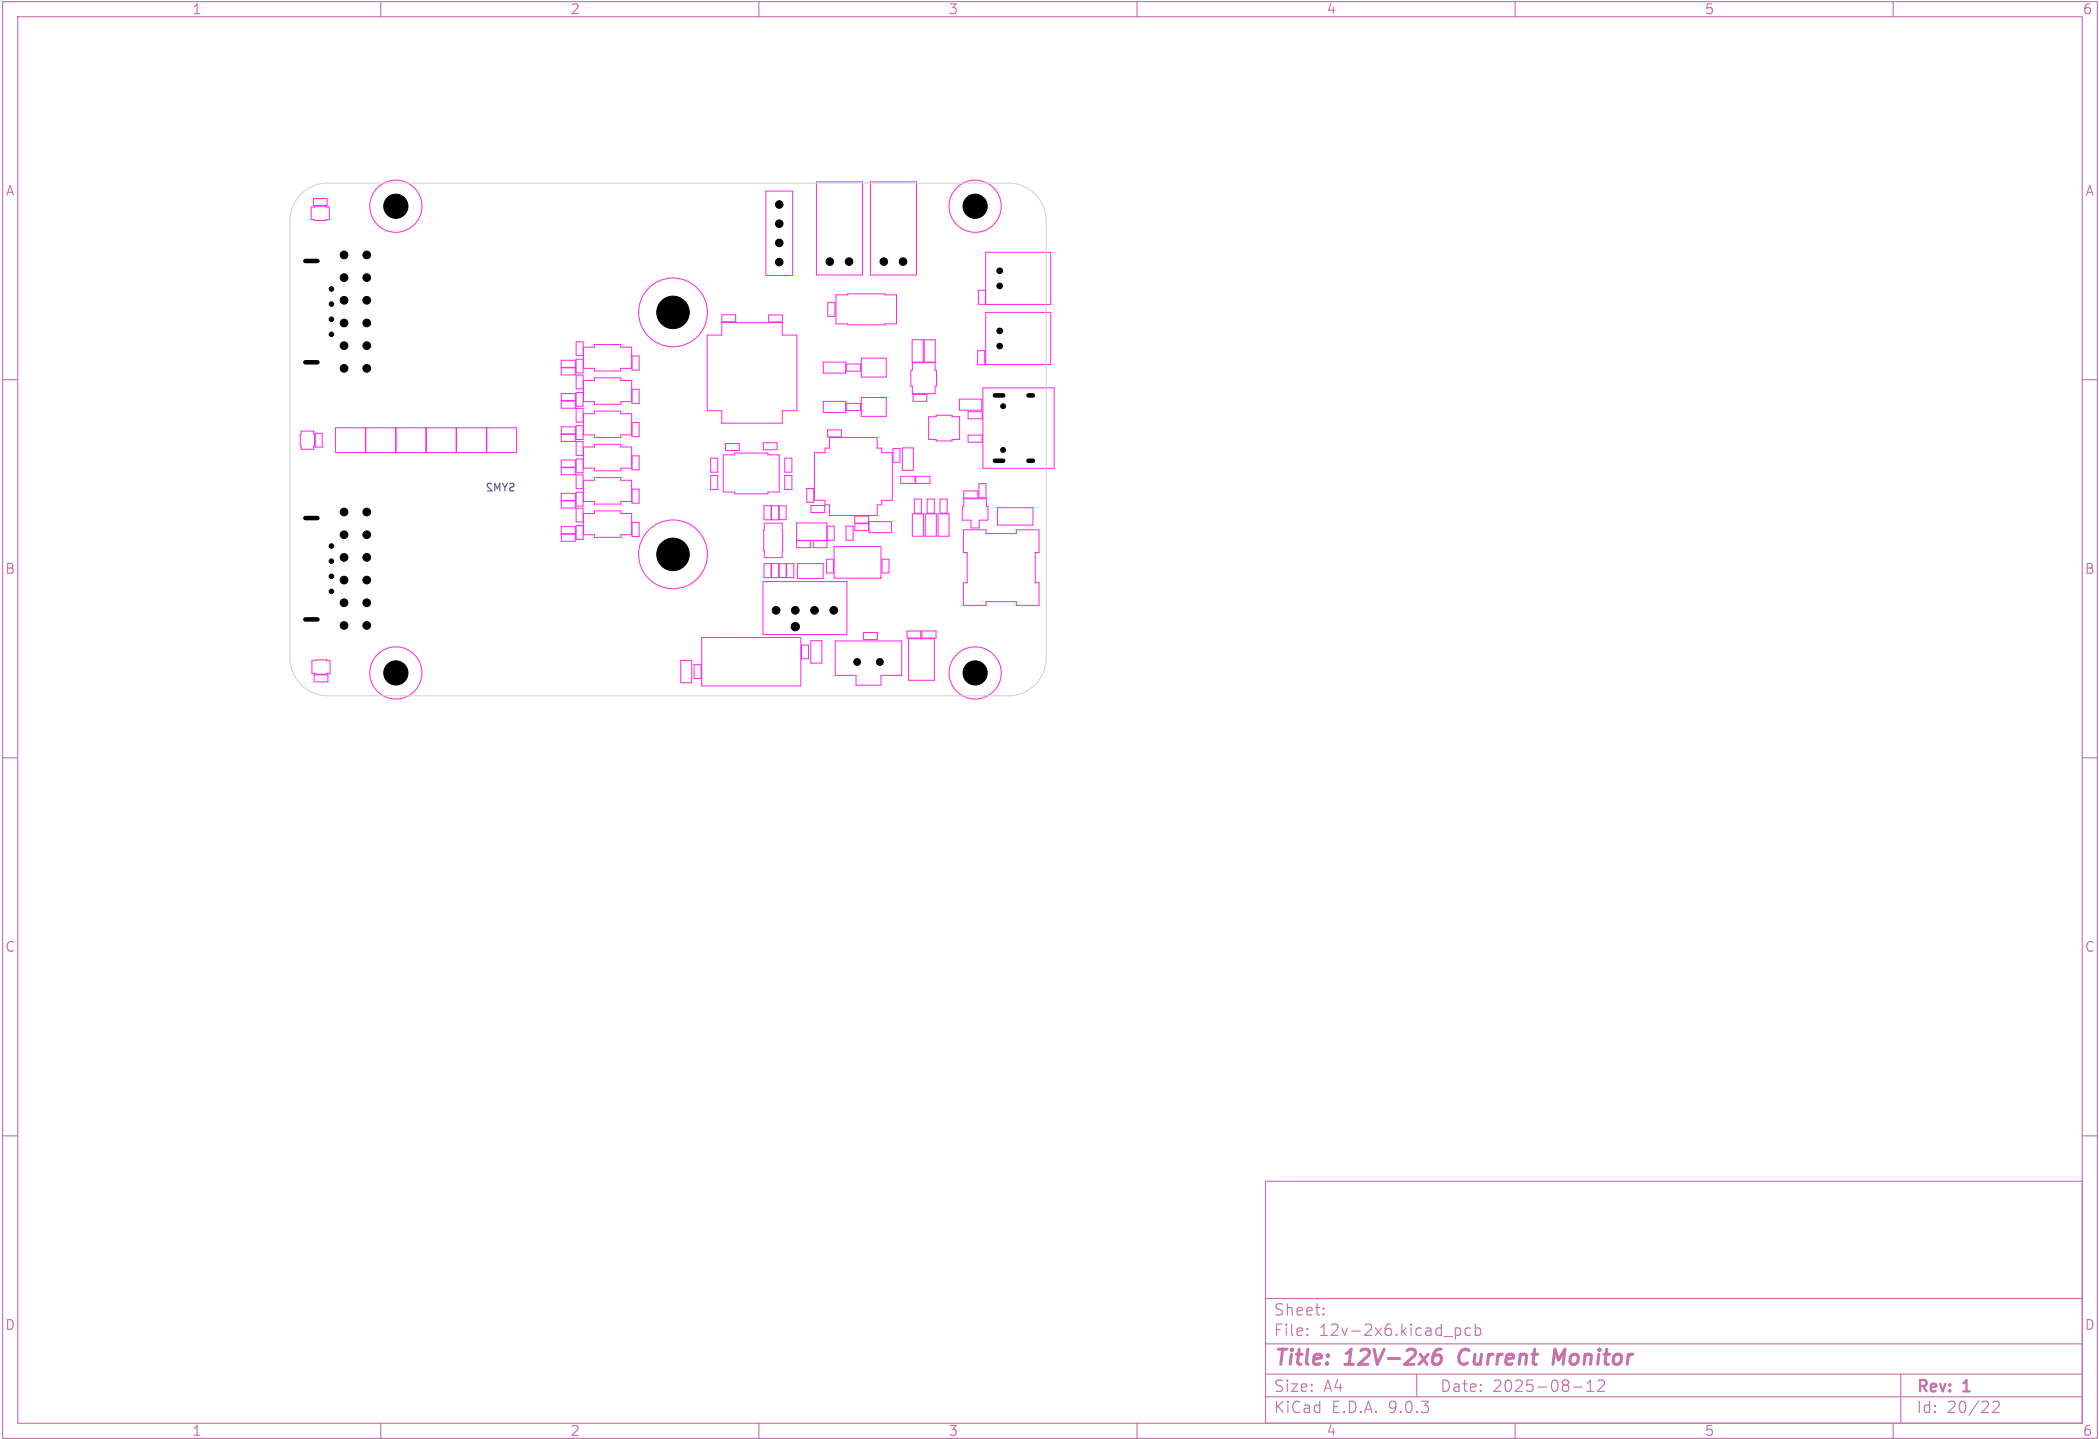 1 2 3 4 5 6
A A
SYM2
B B
C C
D D
Sheet:
File: 12v-2x6.kicad_pcb
Title: 12V-2x6 Current Monitor
Size: A4 Date: 2025-08-12 Rev: 1
KiCad E.D.A. 9.0.3 Id: 20/22
1 2 3 4 5 6